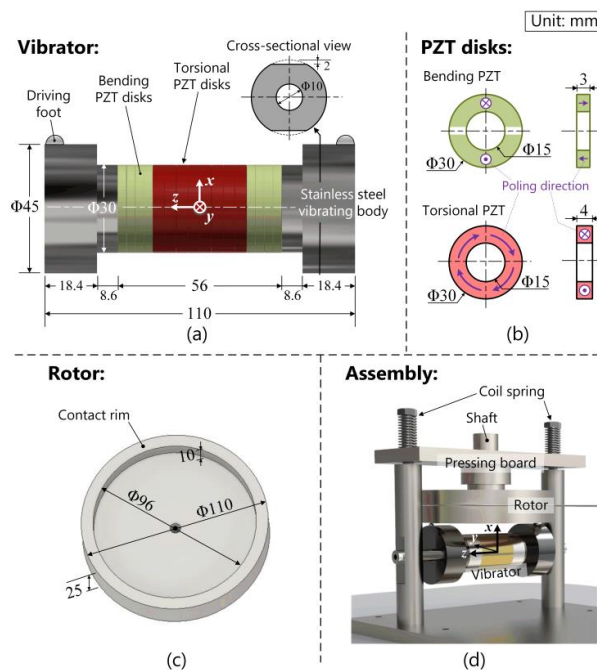 Unit: mm
Vibrator:
Cross-sectional view
2
Φ10
Torsional
PZT disks
Bending
PZT disks
Driving
foot
Φ45
Φ30
x
z
y
Stainless steel
vibrating body
18.4
56
18.4
8.6
8.6
110
(a)
PZT disks:
Bending PZT
3
Φ30
Φ15
Poling direction
Torsional PZT
4
Φ30
Φ15
(b)
Rotor:
Contact rim
10
Φ96
Φ110
25
(c)
Assembly:
Coil spring
Shaft
Pressing board
Rotor
x
y
z
Vibrator
(d)